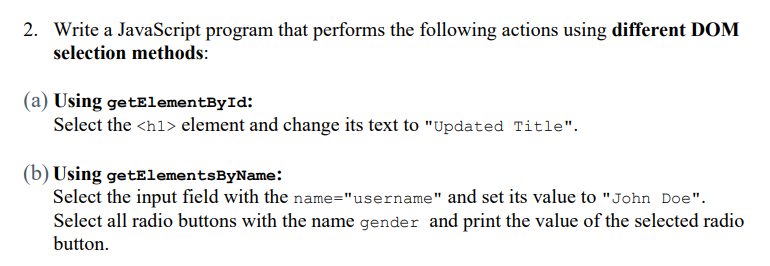 2. Write a JavaScript program that performs the following actions using different DOM
selection methods:
(a) Using getElementById:
Select the <h1> element and change its text to "Updated Title".
(b) Using getElementsByName:
Select the input field with the name="username" and set its value to "John Doe".
Select all radio buttons with the name gender and print the value of the selected radio
button.